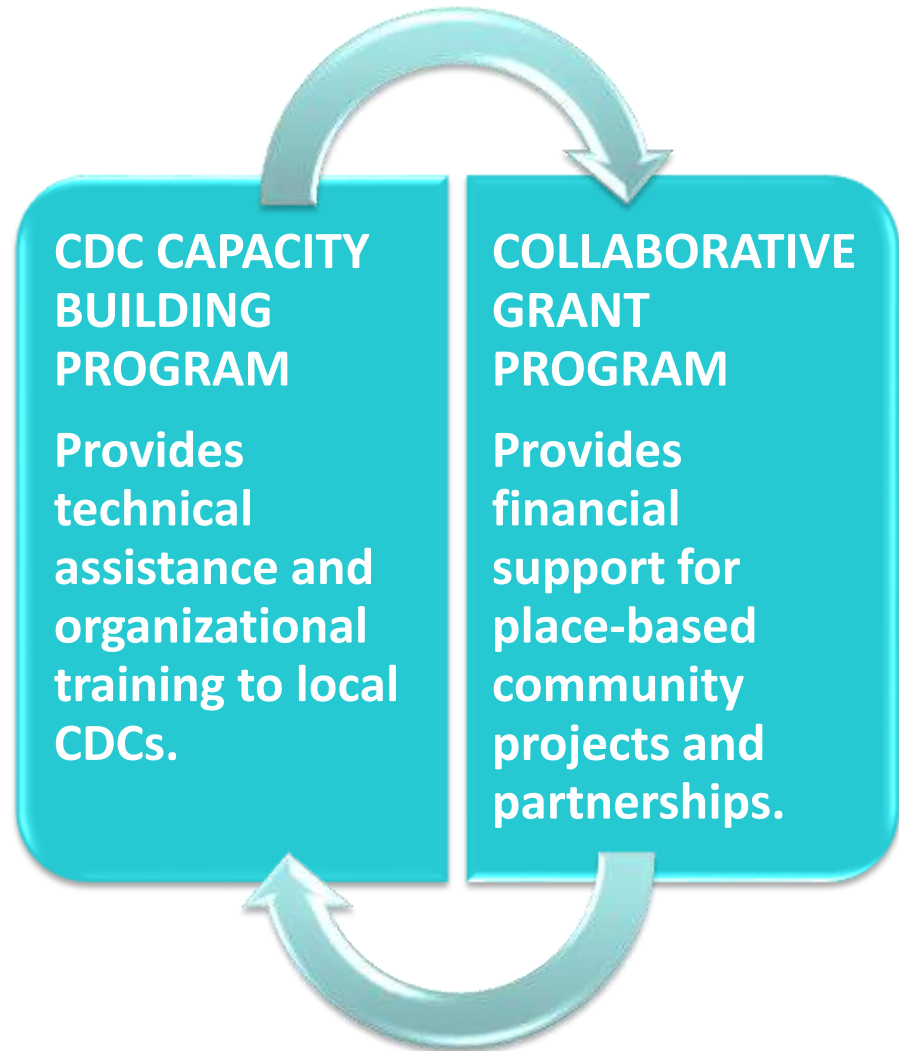 CDC CAPACITY
BUILDING
PROGRAM
Provides
technical
assistance and
organizational
training to local
CDCs.
COLLABORATIVE
GRANT
PROGRAM
Provides
financial
support for
place-based
community
projects and
partnerships.